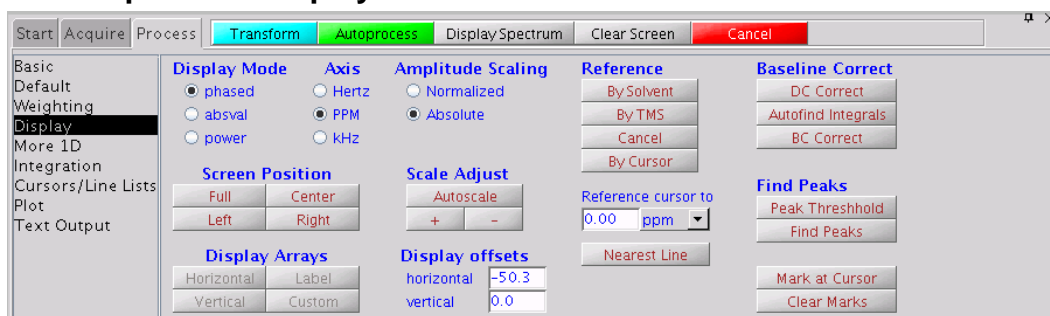 Start Acquire Process Transform Autoprocess Display Spectrum Clear Screen Cancel
Basic
Default
Weighting
Display
More 1D
Integration
Cursors/Line Lists
Plot
Text Output
Display Mode
phased
absval
power
Axis
Hertz
PPM
kHz
Screen Position
Full Center
Left Right
Display Arrays
Horizontal Label
Vertical Custom
Amplitude Scaling
Normalized
Absolute
Scale Adjust
Autoscale
+ -
Display offsets
horizontal -50.3
vertical 0.0
Reference
By Solvent
By TMS
Cancel
By Cursor
Reference cursor to
0.00 ppm
Nearest Line
Baseline Correct
DC Correct
Autofind Integrals
BC Correct
Find Peaks
Peak Threshhold
Find Peaks
Mark at Cursor
Clear Marks